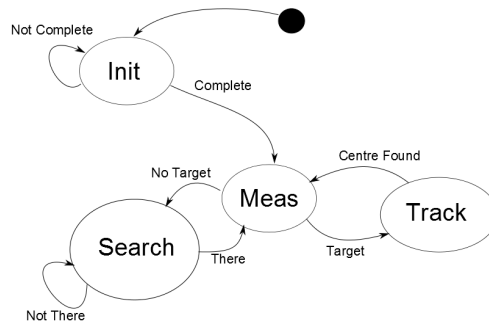 Not Complete
Init
Complete
No Target
Centre Found
Meas
Track
Search
There
Target
Not There